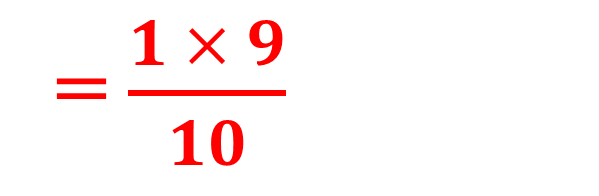 = 1 × 9
10